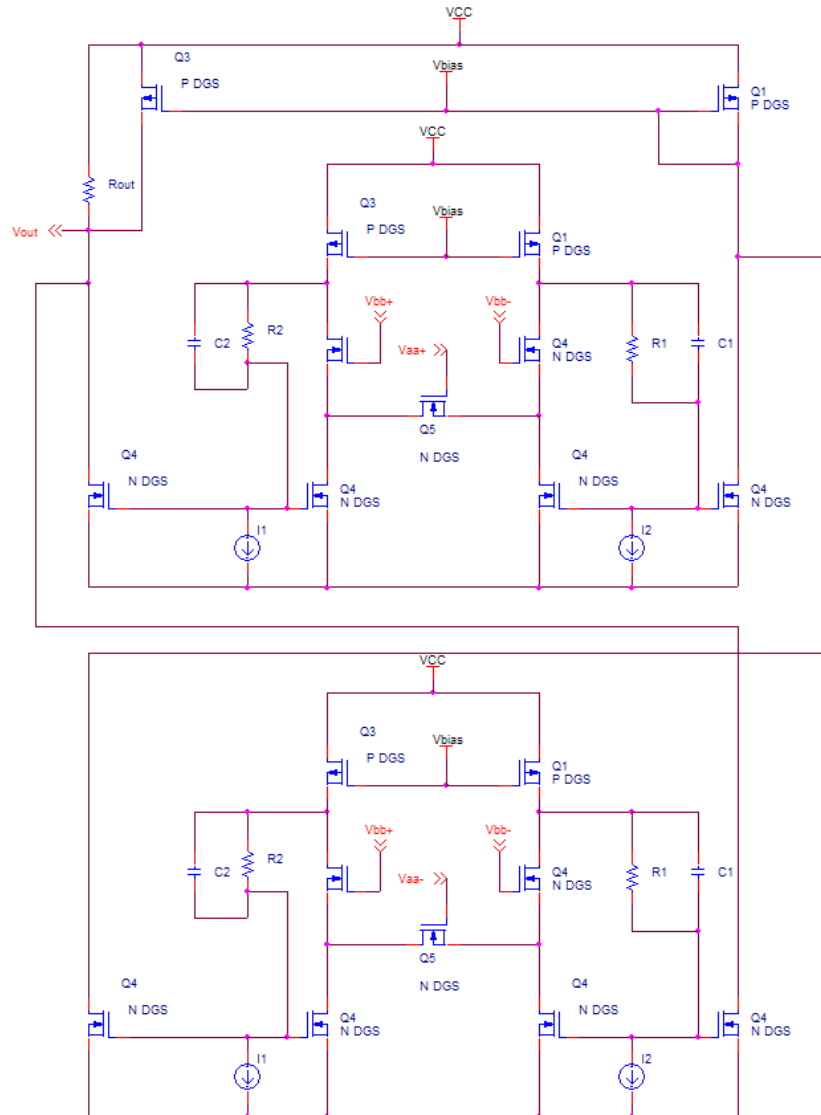 VCC
Q3
P DGS
Vbias
Q1
P DGS
VCC
Rout
Q3
P DGS
Vbias
Q1
P DGS
Vout
Vbb+
Vbb-
C2
R2
Vaa+
Q4
N DGS
R1
C1
Q5
N DGS
Q4
N DGS
Q4
N DGS
Q4
N DGS
Q4
N DGS
I1
I2
VCC
Q3
P DGS
Vbias
Q1
P DGS
Vbb+
Vbb-
C2
R2
Vaa-
Q4
N DGS
R1
C1
Q5
N DGS
Q4
N DGS
Q4
N DGS
Q4
N DGS
Q4
N DGS
I1
I2